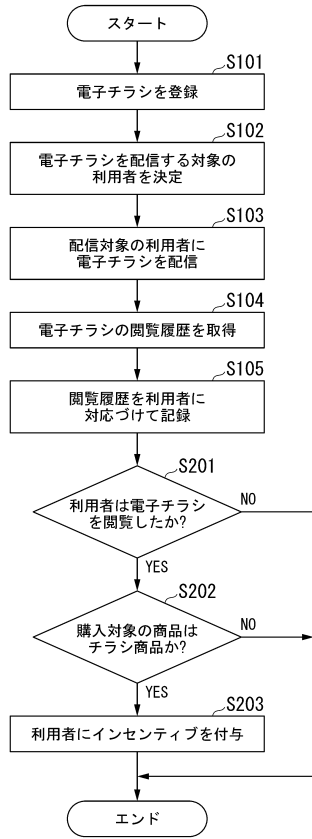 スタート
S101
電子チラシを登録
S102
電子チラシを配信する対象の
利用者を決定
S103
配信対象の利用者に
電子チラシを配信
S104
電子チラシの閲覧履歴を取得
S105
閲覧履歴を利用者に
対応づけて記録
S201
利用者は電子チラシ
を閲覧したか?
NO
YES
S202
購入対象の商品は
チラシ商品か?
NO
YES
S203
利用者にインセンティブを付与
エンド